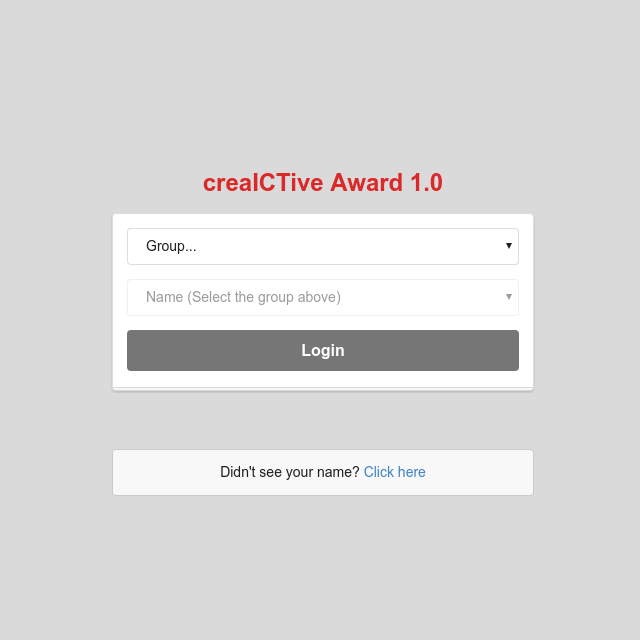 creaICTive Award 1.0
Group...
Name (Select the group above)
Login
Didn't see your name? Click here